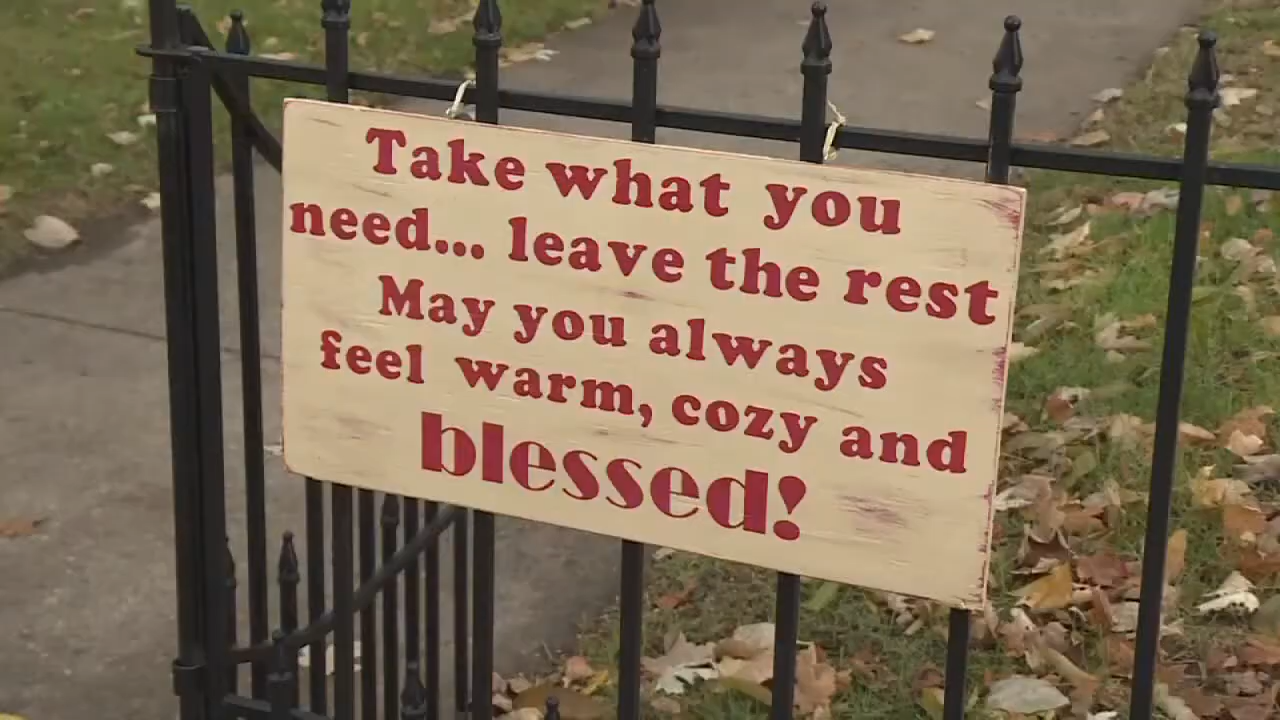 Take what you
need... leave the rest
May you always
feel warm, cozy and
blessed!